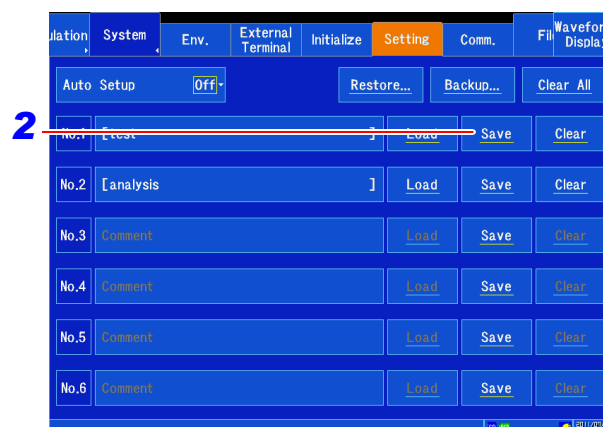 ulation System Env. External Terminal Initialize Setting Comm. Fil Wavefor Displa
Auto Setup Off Restore... Backup... Clear All
2
No.1 [test ] Load Save Clear
No.2 [analysis ] Load Save Clear
No.3 Comment Load Save Clear
No.4 Comment Load Save Clear
No.5 Comment Load Save Clear
No.6 Comment Load Save Clear